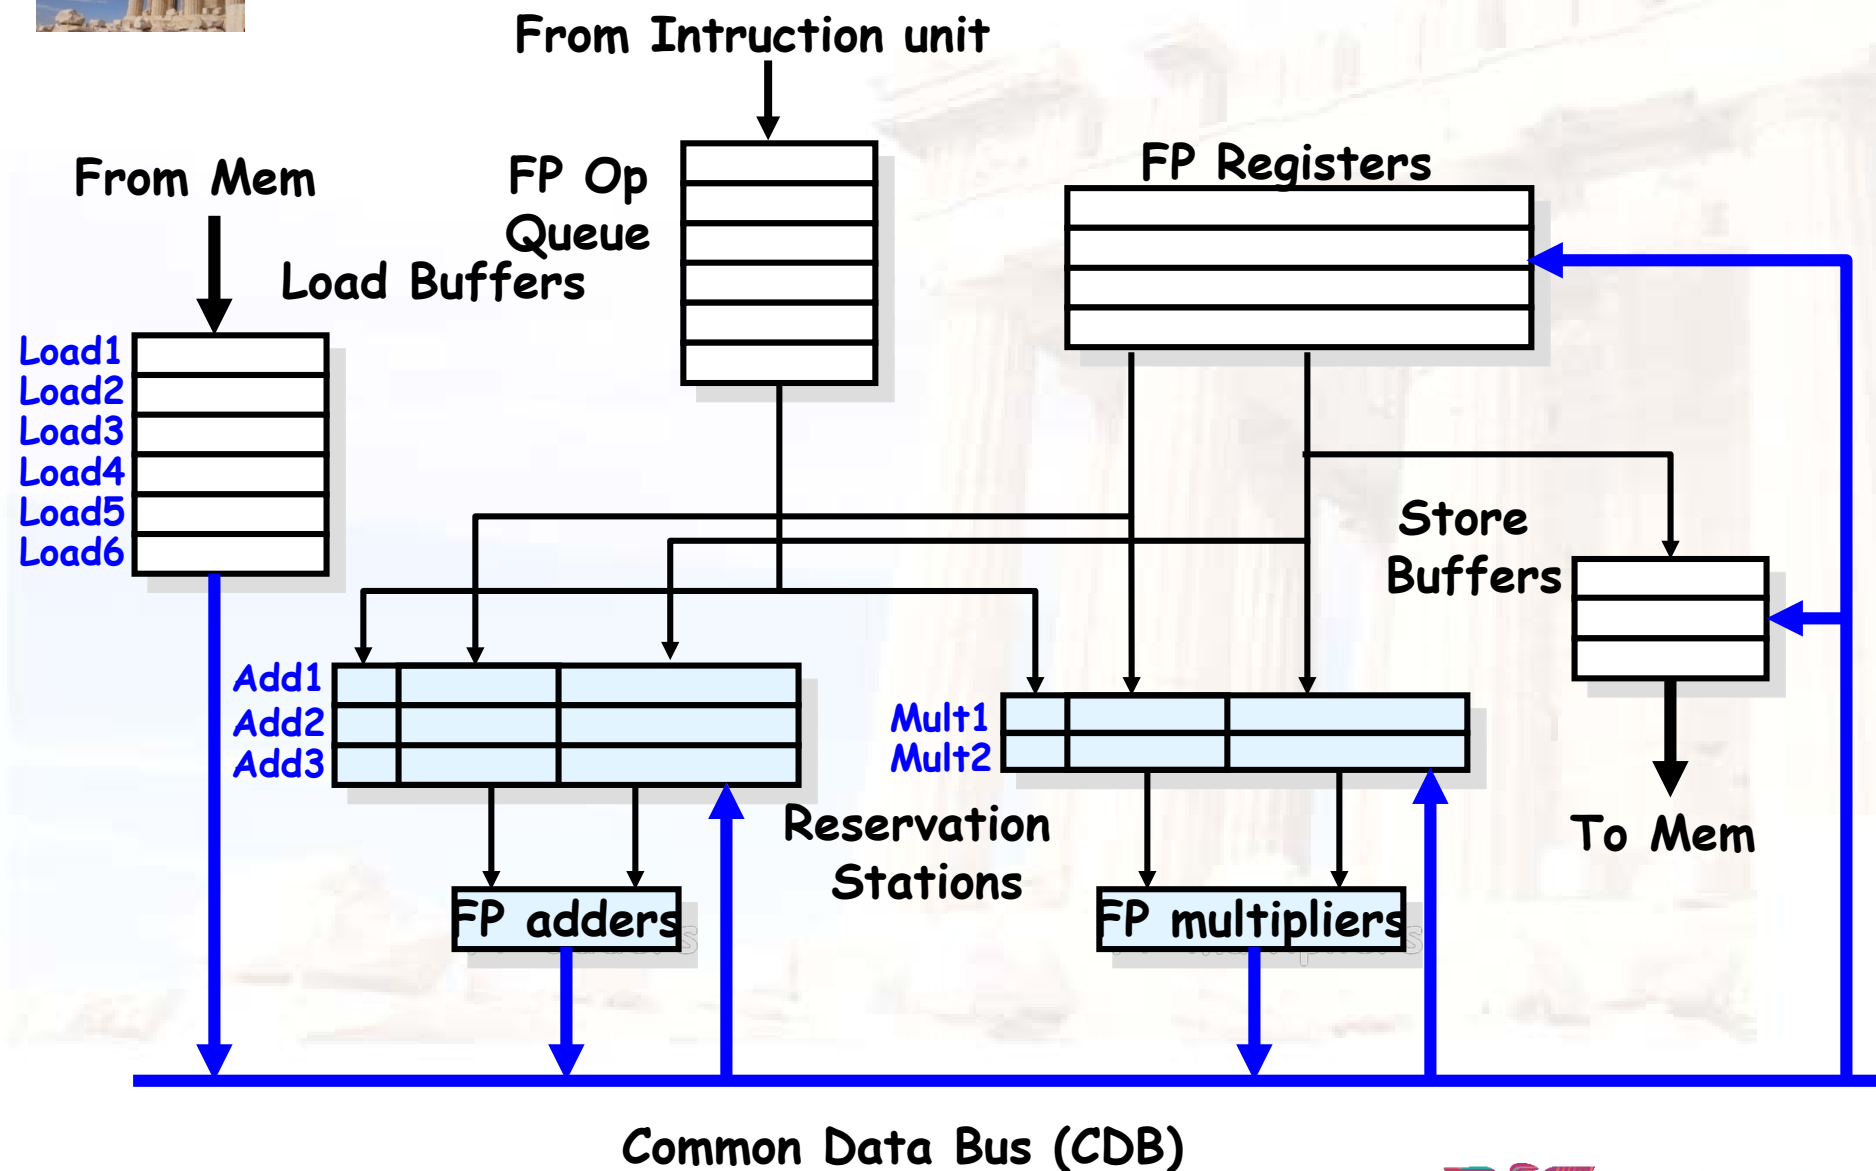 From Intruction unit
From Mem
FP Op
Queue
FP Registers
Load Buffers
Load1
Load2
Load3
Load4
Load5
Load6
Store
Buffers
Add1
Add2
Add3
Mult1
Mult2
Reservation
Stations
To Mem
FP adders
FP multipliers
Common Data Bus (CDB)